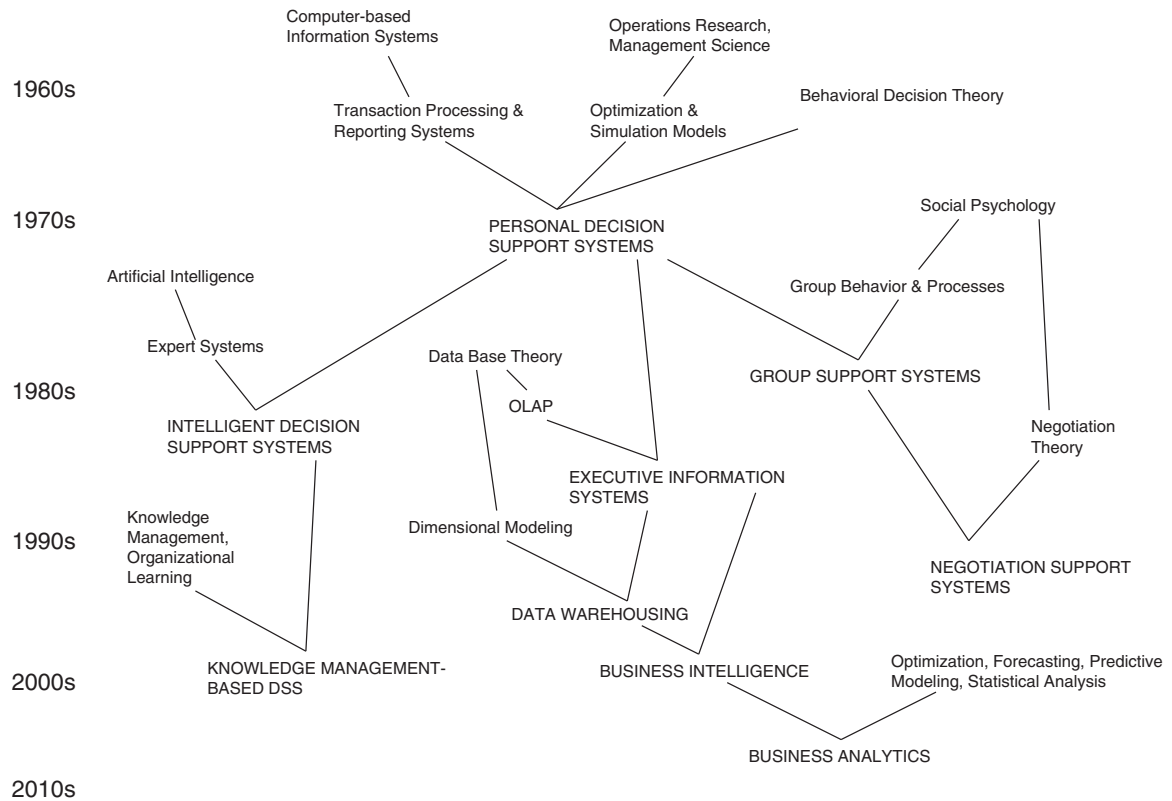 Computer-based
Information Systems
Operations Research,
Management Science
1960s
Transaction Processing &
Reporting Systems
Optimization &
Simulation Models
Behavioral Decision Theory
1970s
PERSONAL DECISION
SUPPORT SYSTEMS
Social Psychology
Artificial Intelligence
Group Behavior & Processes
Expert Systems
Data Base Theory
GROUP SUPPORT SYSTEMS
1980s
OLAP
INTELLIGENT DECISION
SUPPORT SYSTEMS
Negotiation
Theory
EXECUTIVE INFORMATION
SYSTEMS
Knowledge
Management,
Organizational
Learning
Dimensional Modeling
1990s
NEGOTIATION SUPPORT
SYSTEMS
DATA WAREHOUSING
KNOWLEDGE MANAGEMENT-
BASED DSS
BUSINESS INTELLIGENCE
Optimization, Forecasting, Predictive
Modeling, Statistical Analysis
2000s
BUSINESS ANALYTICS
2010s